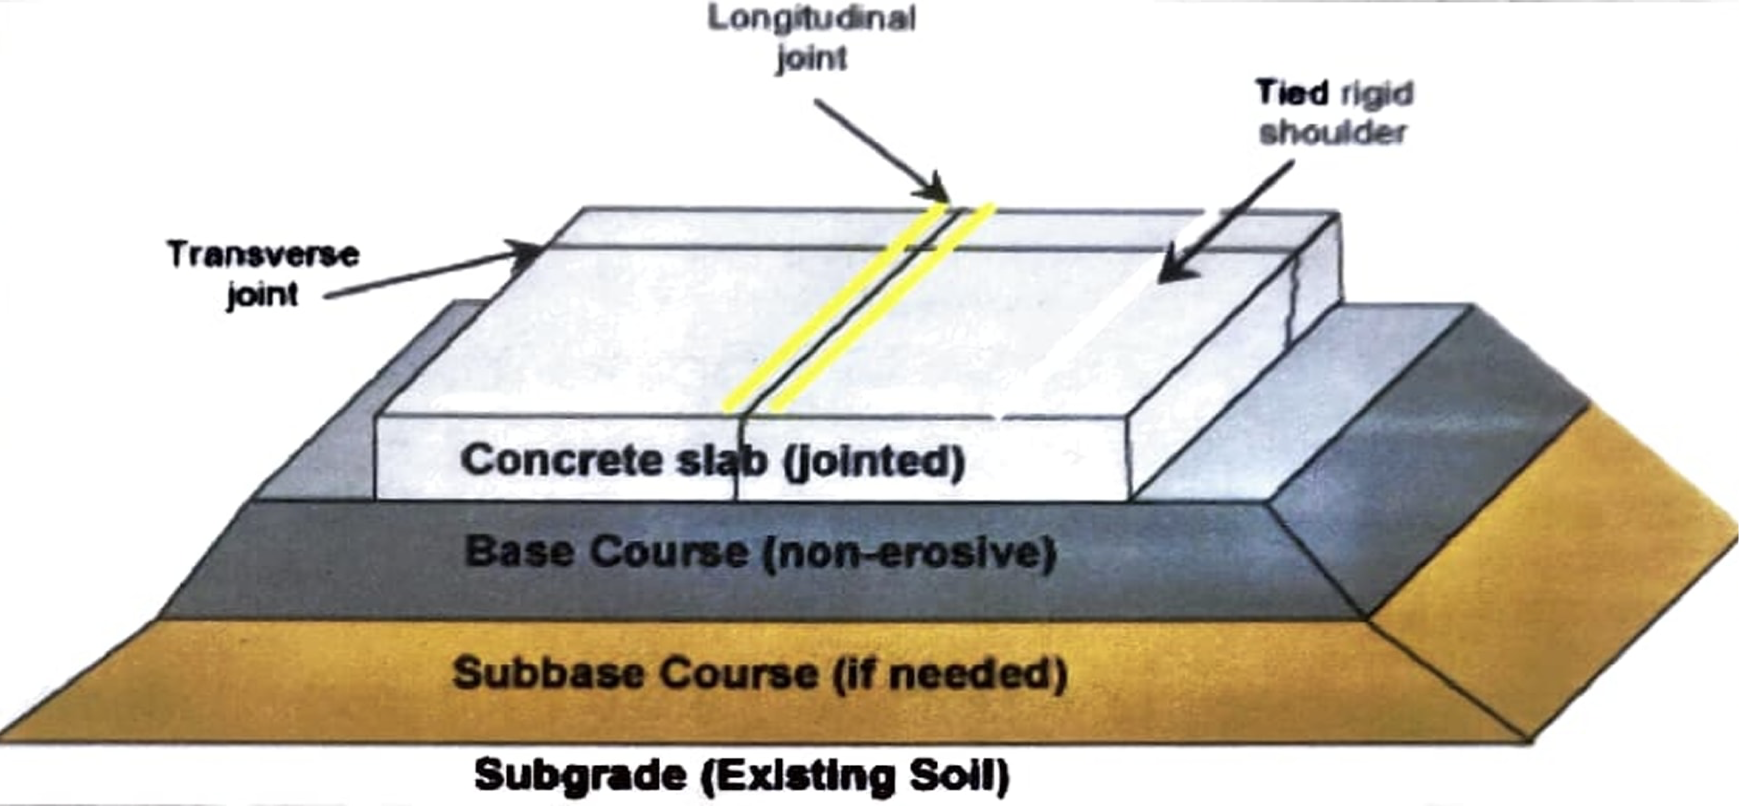 Longitudinal
joint
Tied rigid
shoulder
Transverse
joint
Concrete slab (jointed)
Base Course (non-erosive)
Subbase Course (if needed)
Subgrade (Existing Soil)